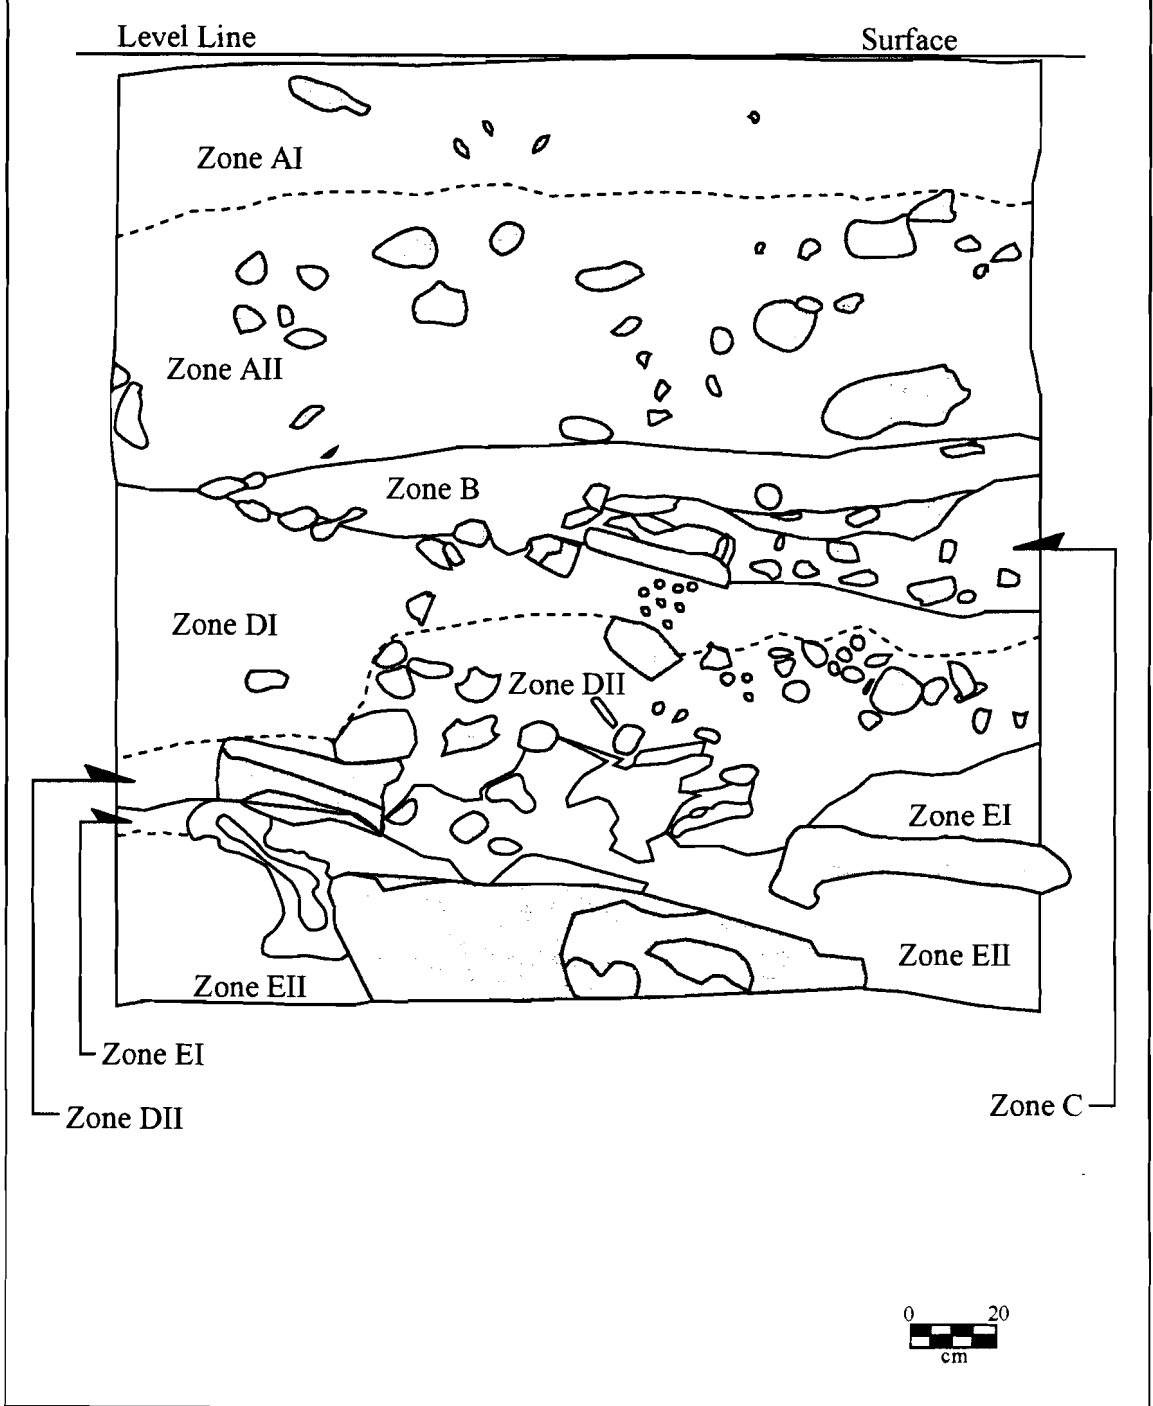 Level Line
Surface
Zone AI
Zone AII
Zone B
Zone DI
Zone DII
Zone EI
Zone EII
Zone EII
Zone EI
Zone C
Zone DII
0 20
cm